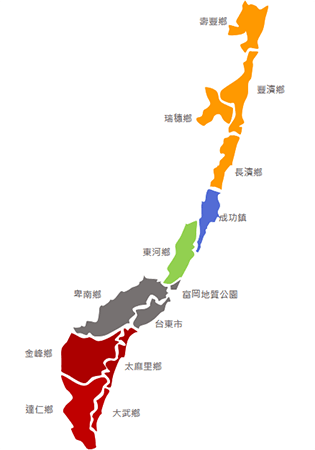 壽豐鄉
豐濱鄉
瑞穗鄉
長濱鄉
成功鎮
東河鄉
卑南鄉
富岡地質公園
台東市
金峰鄉
太麻里鄉
達仁鄉
大武鄉